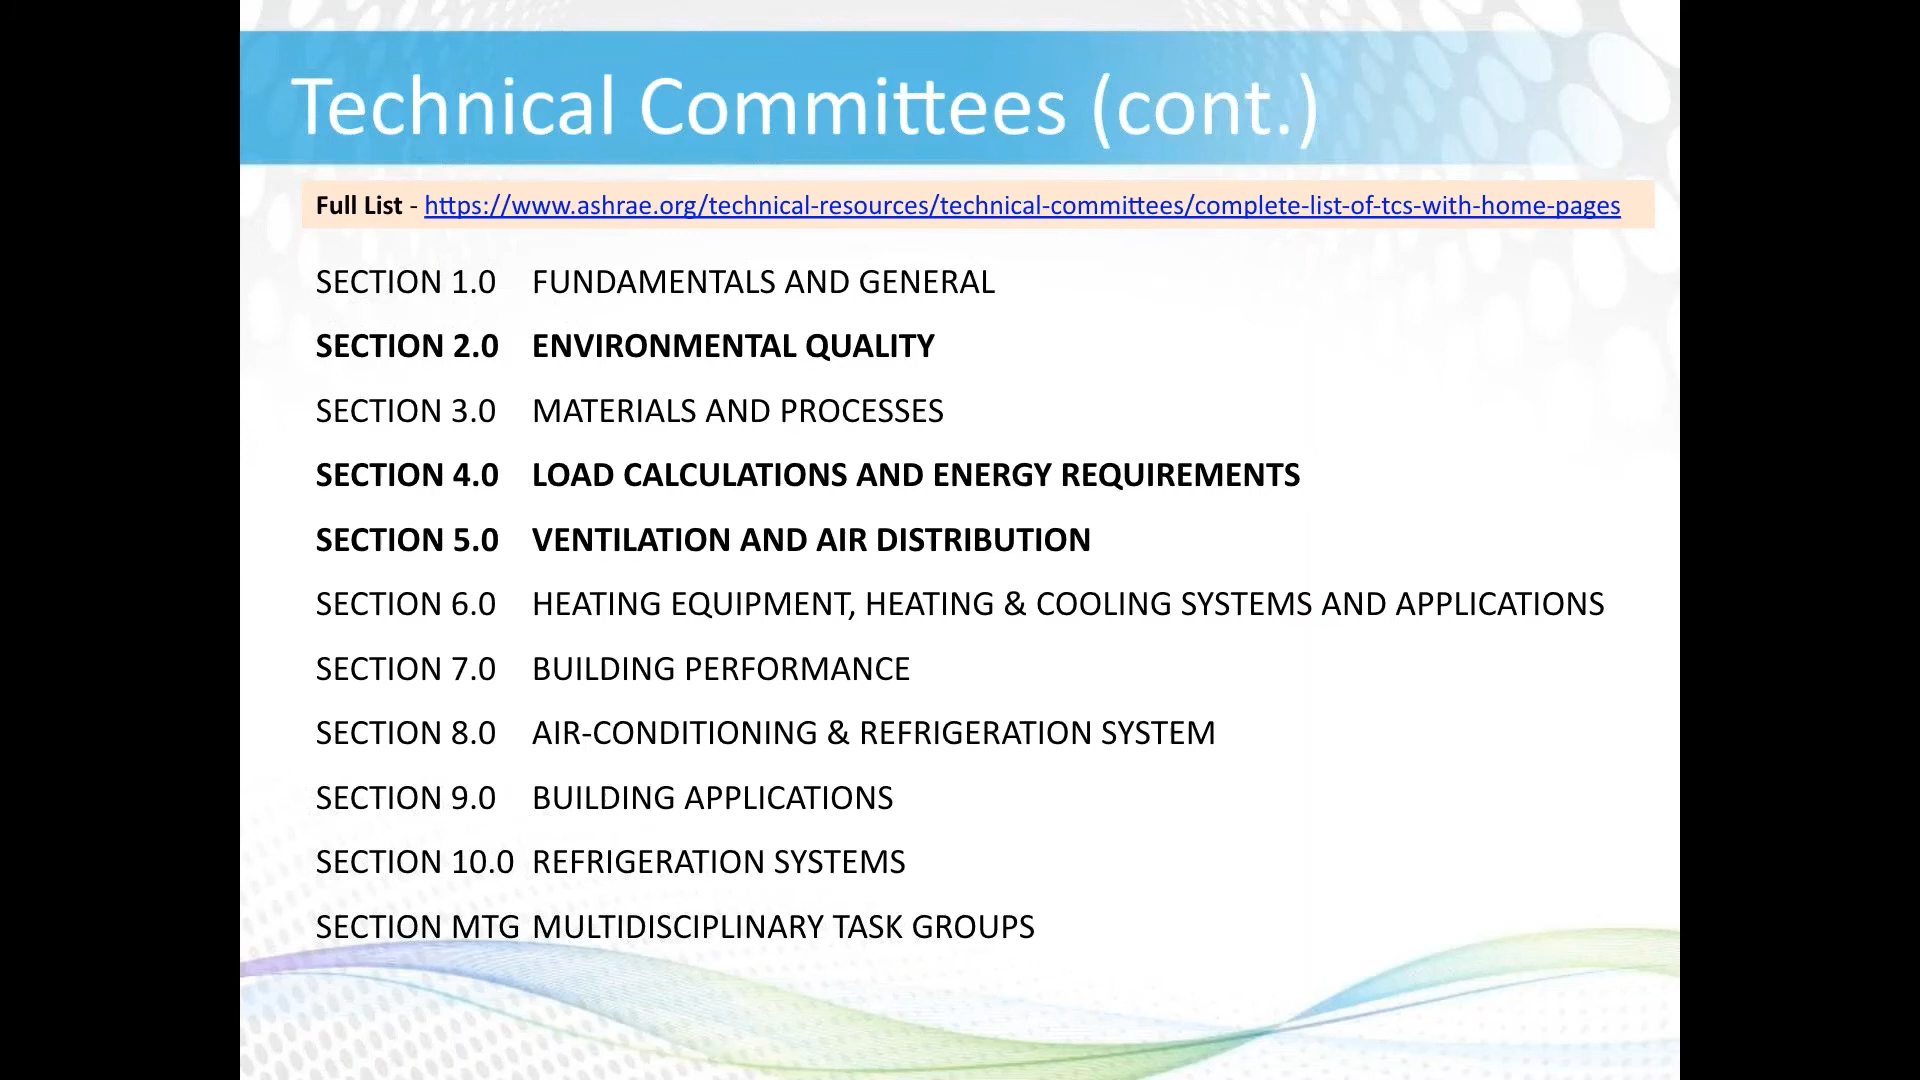 Technical Committees (cont.)
Full List - https://www.ashrae.org/technical-resources/technical-committees/complete-list-of-tcs-with-home-pages
SECTION 1.0 FUNDAMENTALS AND GENERAL
SECTION 2.0 ENVIRONMENTAL QUALITY
SECTION 3.0 MATERIALS AND PROCESSES
SECTION 4.0 LOAD CALCULATIONS AND ENERGY REQUIREMENTS
SECTION 5.0 VENTILATION AND AIR DISTRIBUTION
SECTION 6.0 HEATING EQUIPMENT, HEATING & COOLING SYSTEMS AND APPLICATIONS
SECTION 7.0 BUILDING PERFORMANCE
SECTION 8.0 AIR-CONDITIONING & REFRIGERATION SYSTEM
SECTION 9.0 BUILDING APPLICATIONS
SECTION 10.0 REFRIGERATION SYSTEMS
SECTION MTG MULTIDISCIPLINARY TASK GROUPS